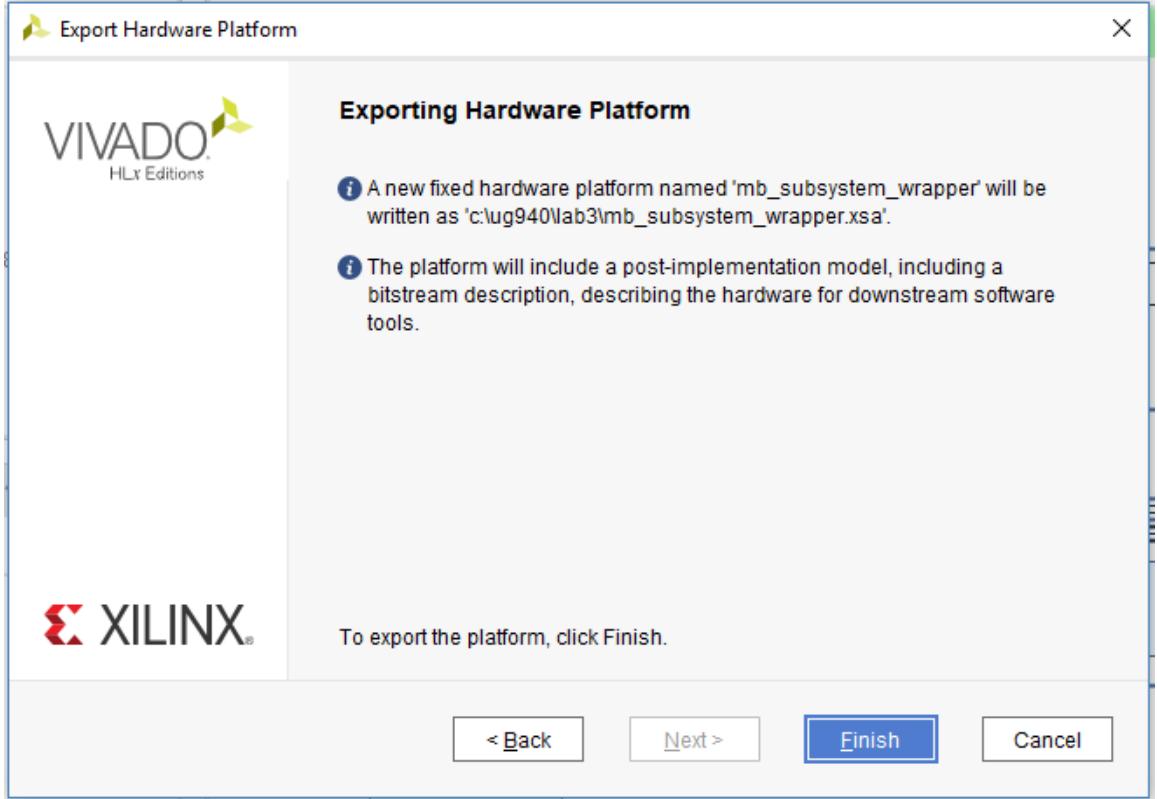 Export Hardware Platform
VIVADO.
HLx Editions
Exporting Hardware Platform
A new fixed hardware platform named 'mb_subsystem_wrapper' will be
written as 'c:\ug940\lab3\mb_subsystem_wrapper.xsa'.
The platform will include a post-implementation model, including a
bitstream description, describing the hardware for downstream software
tools.
XILINX®
To export the platform, click Finish.
< Back
Next >
Finish
Cancel